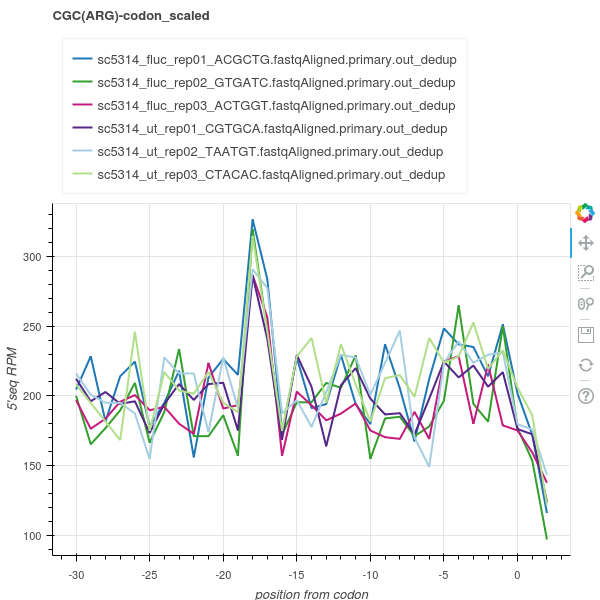 CGC(ARG)-codon_scaled
sc5314_fluc_rep01_ACGCTG.fastqAligned.primary.out_dedup
sc5314_fluc_rep02_GTGATC.fastqAligned.primary.out_dedup
sc5314_fluc_rep03_ACTGGT.fastqAligned.primary.out_dedup
sc5314_ut_rep01_CGTGCA.fastqAligned.primary.out_dedup
sc5314_ut_rep02_TAATGT.fastqAligned.primary.out_dedup
sc5314_ut_rep03_CTACAC.fastqAligned.primary.out_dedup
300
250
200
150
100
5'seq RPM
-30 -25 -20 -15 -10 -5 0
position from codon